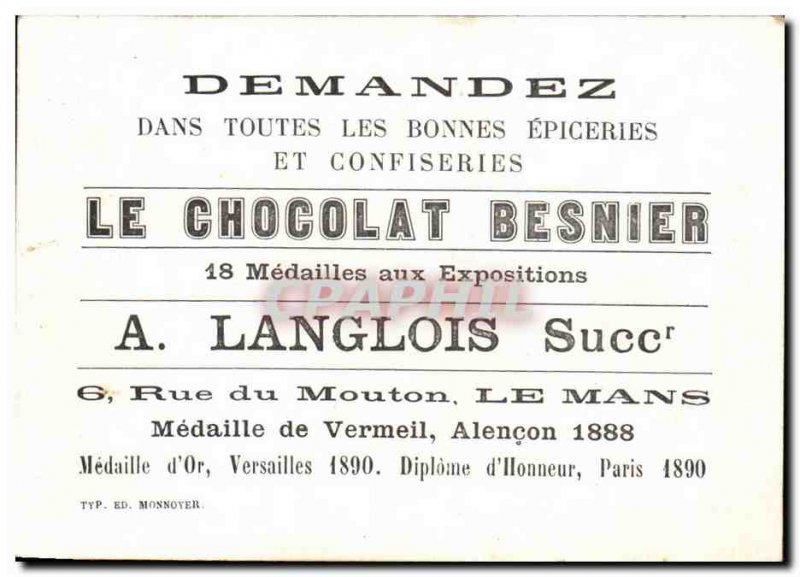 DEMANDEZ
DANS TOUTES LES BONNES ÉPICERIES
ET CONFISERIES
LE CHOCOLAT BESNIER
18 Médailles aux Expositions
CPAPHIL
A. LANGLOIS Succr
6, Rue du Mouton, LE MANS
Médaille de Vermeil, Alençon 1888
Médaille d'Or, Versailles 1890. Diplôme d'Honneur, Paris 1890
TYP. ED. MONNOYER.